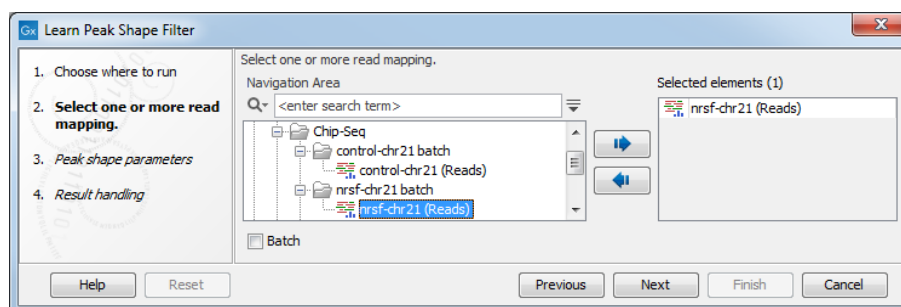 Gx Learn Peak Shape Filter
Select one or more read mapping.
1. Choose where to run
2. Select one or more read
mapping.
3. Peak shape parameters
4. Result handling
Navigation Area
<enter search term>
Chip-Seq
control-chr21 batch
control-chr21 (Reads)
nrsf-chr21 batch
nrsf-chr21 (Reads)
Batch
Selected elements (1)
nrsf-chr21 (Reads)
Help
Reset
Previous
Next
Finish
Cancel